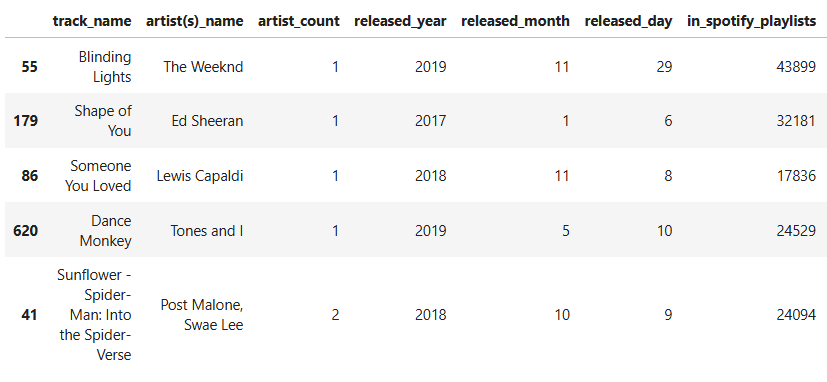 track_name artist(s)_name artist_count released_year released_month released_day in_spotify_playlists
55 Blinding Lights The Weeknd 1 2019 11 29 43899
179 Shape of You Ed Sheeran 1 2017 1 6 32181
86 Someone You Loved Lewis Capaldi 1 2018 11 8 17836
620 Dance Monkey Tones and I 1 2019 5 10 24529
41 Sunflower - Spider-Man: Into the Spider-Verse Post Malone, Swae Lee 2 2018 10 9 24094